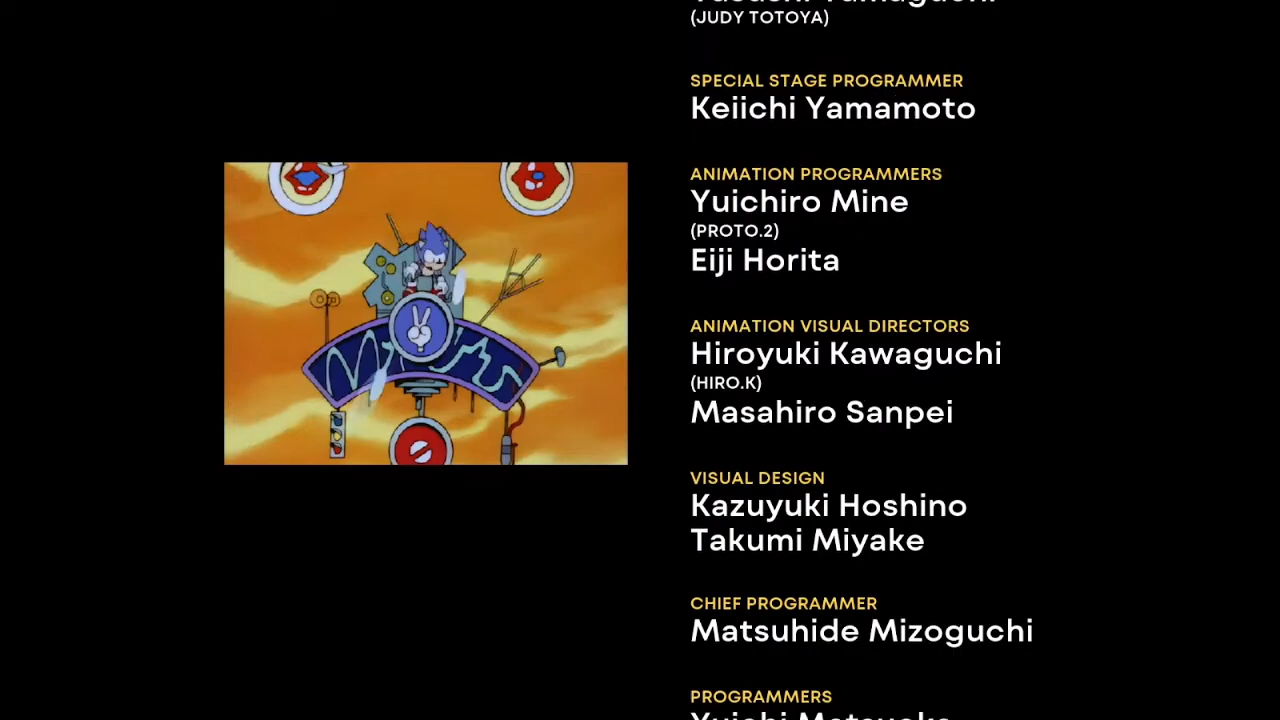 (JUDY TOTOYA)
SPECIAL STAGE PROGRAMMER
Keiichi Yamamoto
ANIMATION PROGRAMMERS
Yuichiro Mine
(PROTO.2)
Eiji Horita
ANIMATION VISUAL DIRECTORS
Hiroyuki Kawaguchi
(HIRO.K)
Masahiro Sanpei
VISUAL DESIGN
Kazuyuki Hoshino
Takumi Miyake
CHIEF PROGRAMMER
Matsuhide Mizoguchi
PROGRAMMERS